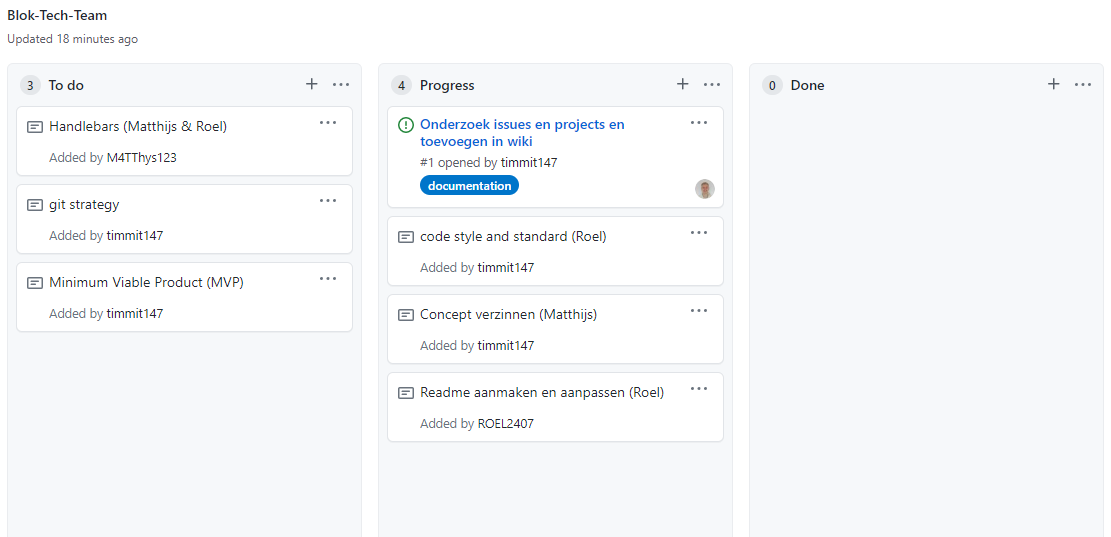 Blok-Tech-Team
Updated 18 minutes ago
3 To do
Handlebars (Matthijs & Roel)
Added by M4TThys123
git strategy
Added by timmit147
Minimum Viable Product (MVP)
Added by timmit147
4 Progress
Onderzoek issues en projects en
toevoegen in wiki
#1 opened by timmit147
documentation
code style and standard (Roel)
Added by timmit147
Concept verzinnen (Matthijs)
Added by timmit147
Readme aanmaken en aanpassen (Roel)
Added by ROEL2407
0 Done